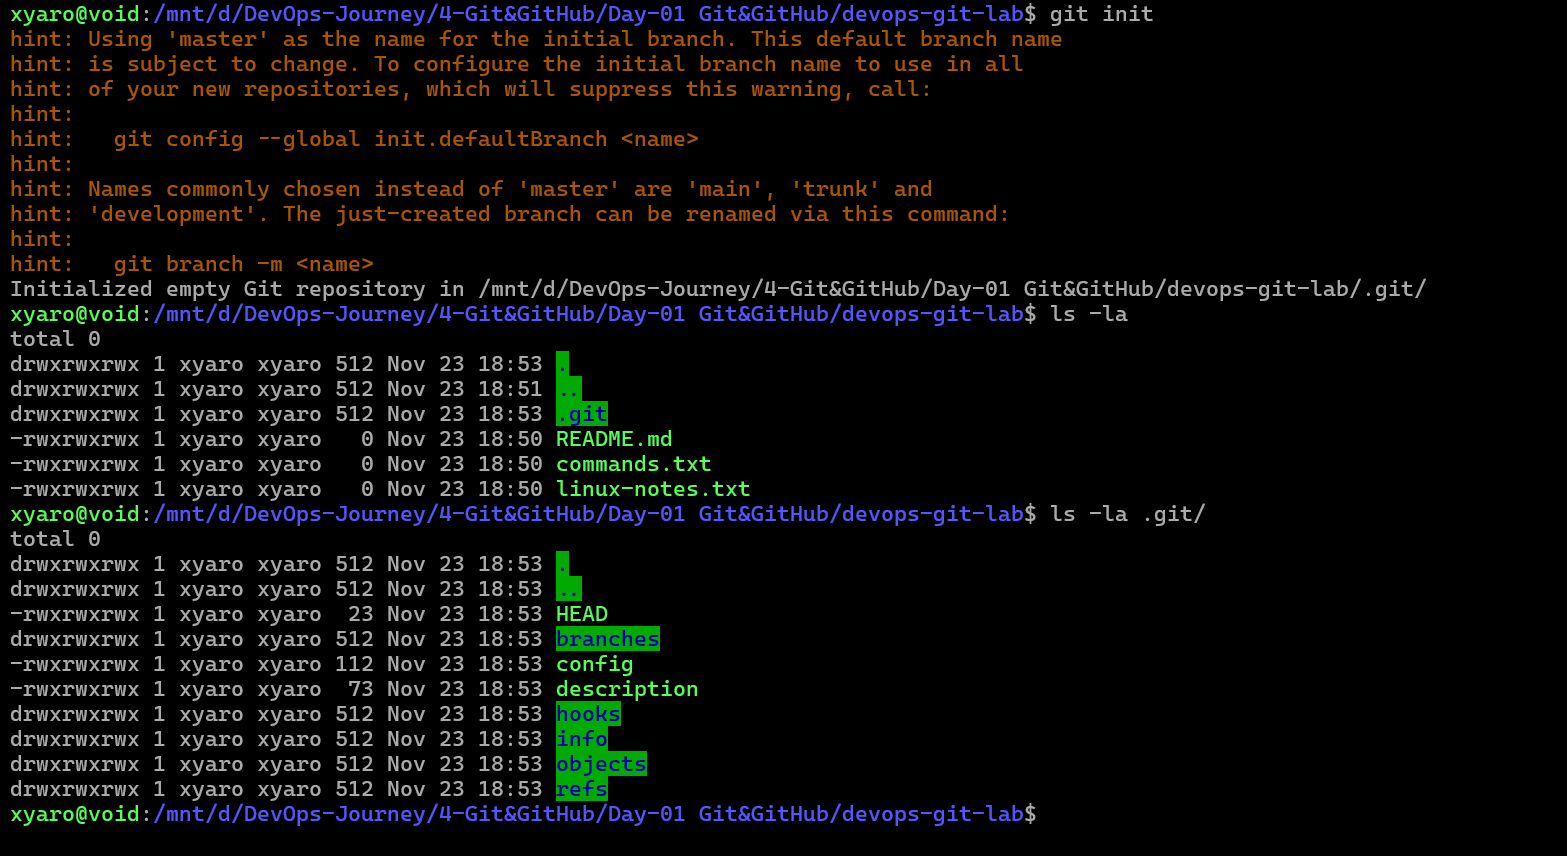 xyaro@void:/mnt/d/DevOps-Journey/4-Git&GitHub/Day-01 Git&GitHub/devops-git-lab$ git init
hint: Using 'master' as the name for the initial branch. This default branch name
hint: is subject to change. To configure the initial branch name to use in all
hint: of your new repositories, which will suppress this warning, call:
hint:
hint:   git config --global init.defaultBranch <name>
hint:
hint: Names commonly chosen instead of 'master' are 'main', 'trunk' and
hint: 'development'. The just-created branch can be renamed via this command:
hint:
hint:   git branch -m <name>
Initialized empty Git repository in /mnt/d/DevOps-Journey/4-Git&GitHub/Day-01 Git&GitHub/devops-git-lab/.git/
xyaro@void:/mnt/d/DevOps-Journey/4-Git&GitHub/Day-01 Git&GitHub/devops-git-lab$ ls -la
total 0
drwxrwxrwx 1 xyaro xyaro 512 Nov 23 18:53 .
drwxrwxrwx 1 xyaro xyaro 512 Nov 23 18:51 ..
drwxrwxrwx 1 xyaro xyaro 512 Nov 23 18:53 .git
-rwxrwxrwx 1 xyaro xyaro   0 Nov 23 18:50 README.md
-rwxrwxrwx 1 xyaro xyaro   0 Nov 23 18:50 commands.txt
-rwxrwxrwx 1 xyaro xyaro   0 Nov 23 18:50 linux-notes.txt
xyaro@void:/mnt/d/DevOps-Journey/4-Git&GitHub/Day-01 Git&GitHub/devops-git-lab$ ls -la .git/
total 0
drwxrwxrwx 1 xyaro xyaro 512 Nov 23 18:53 .
drwxrwxrwx 1 xyaro xyaro 512 Nov 23 18:53 ..
-rwxrwxrwx 1 xyaro xyaro  23 Nov 23 18:53 HEAD
drwxrwxrwx 1 xyaro xyaro 512 Nov 23 18:53 branches
-rwxrwxrwx 1 xyaro xyaro 112 Nov 23 18:53 config
-rwxrwxrwx 1 xyaro xyaro  73 Nov 23 18:53 description
drwxrwxrwx 1 xyaro xyaro 512 Nov 23 18:53 hooks
drwxrwxrwx 1 xyaro xyaro 512 Nov 23 18:53 info
drwxrwxrwx 1 xyaro xyaro 512 Nov 23 18:53 objects
drwxrwxrwx 1 xyaro xyaro 512 Nov 23 18:53 refs
xyaro@void:/mnt/d/DevOps-Journey/4-Git&GitHub/Day-01 Git&GitHub/devops-git-lab$